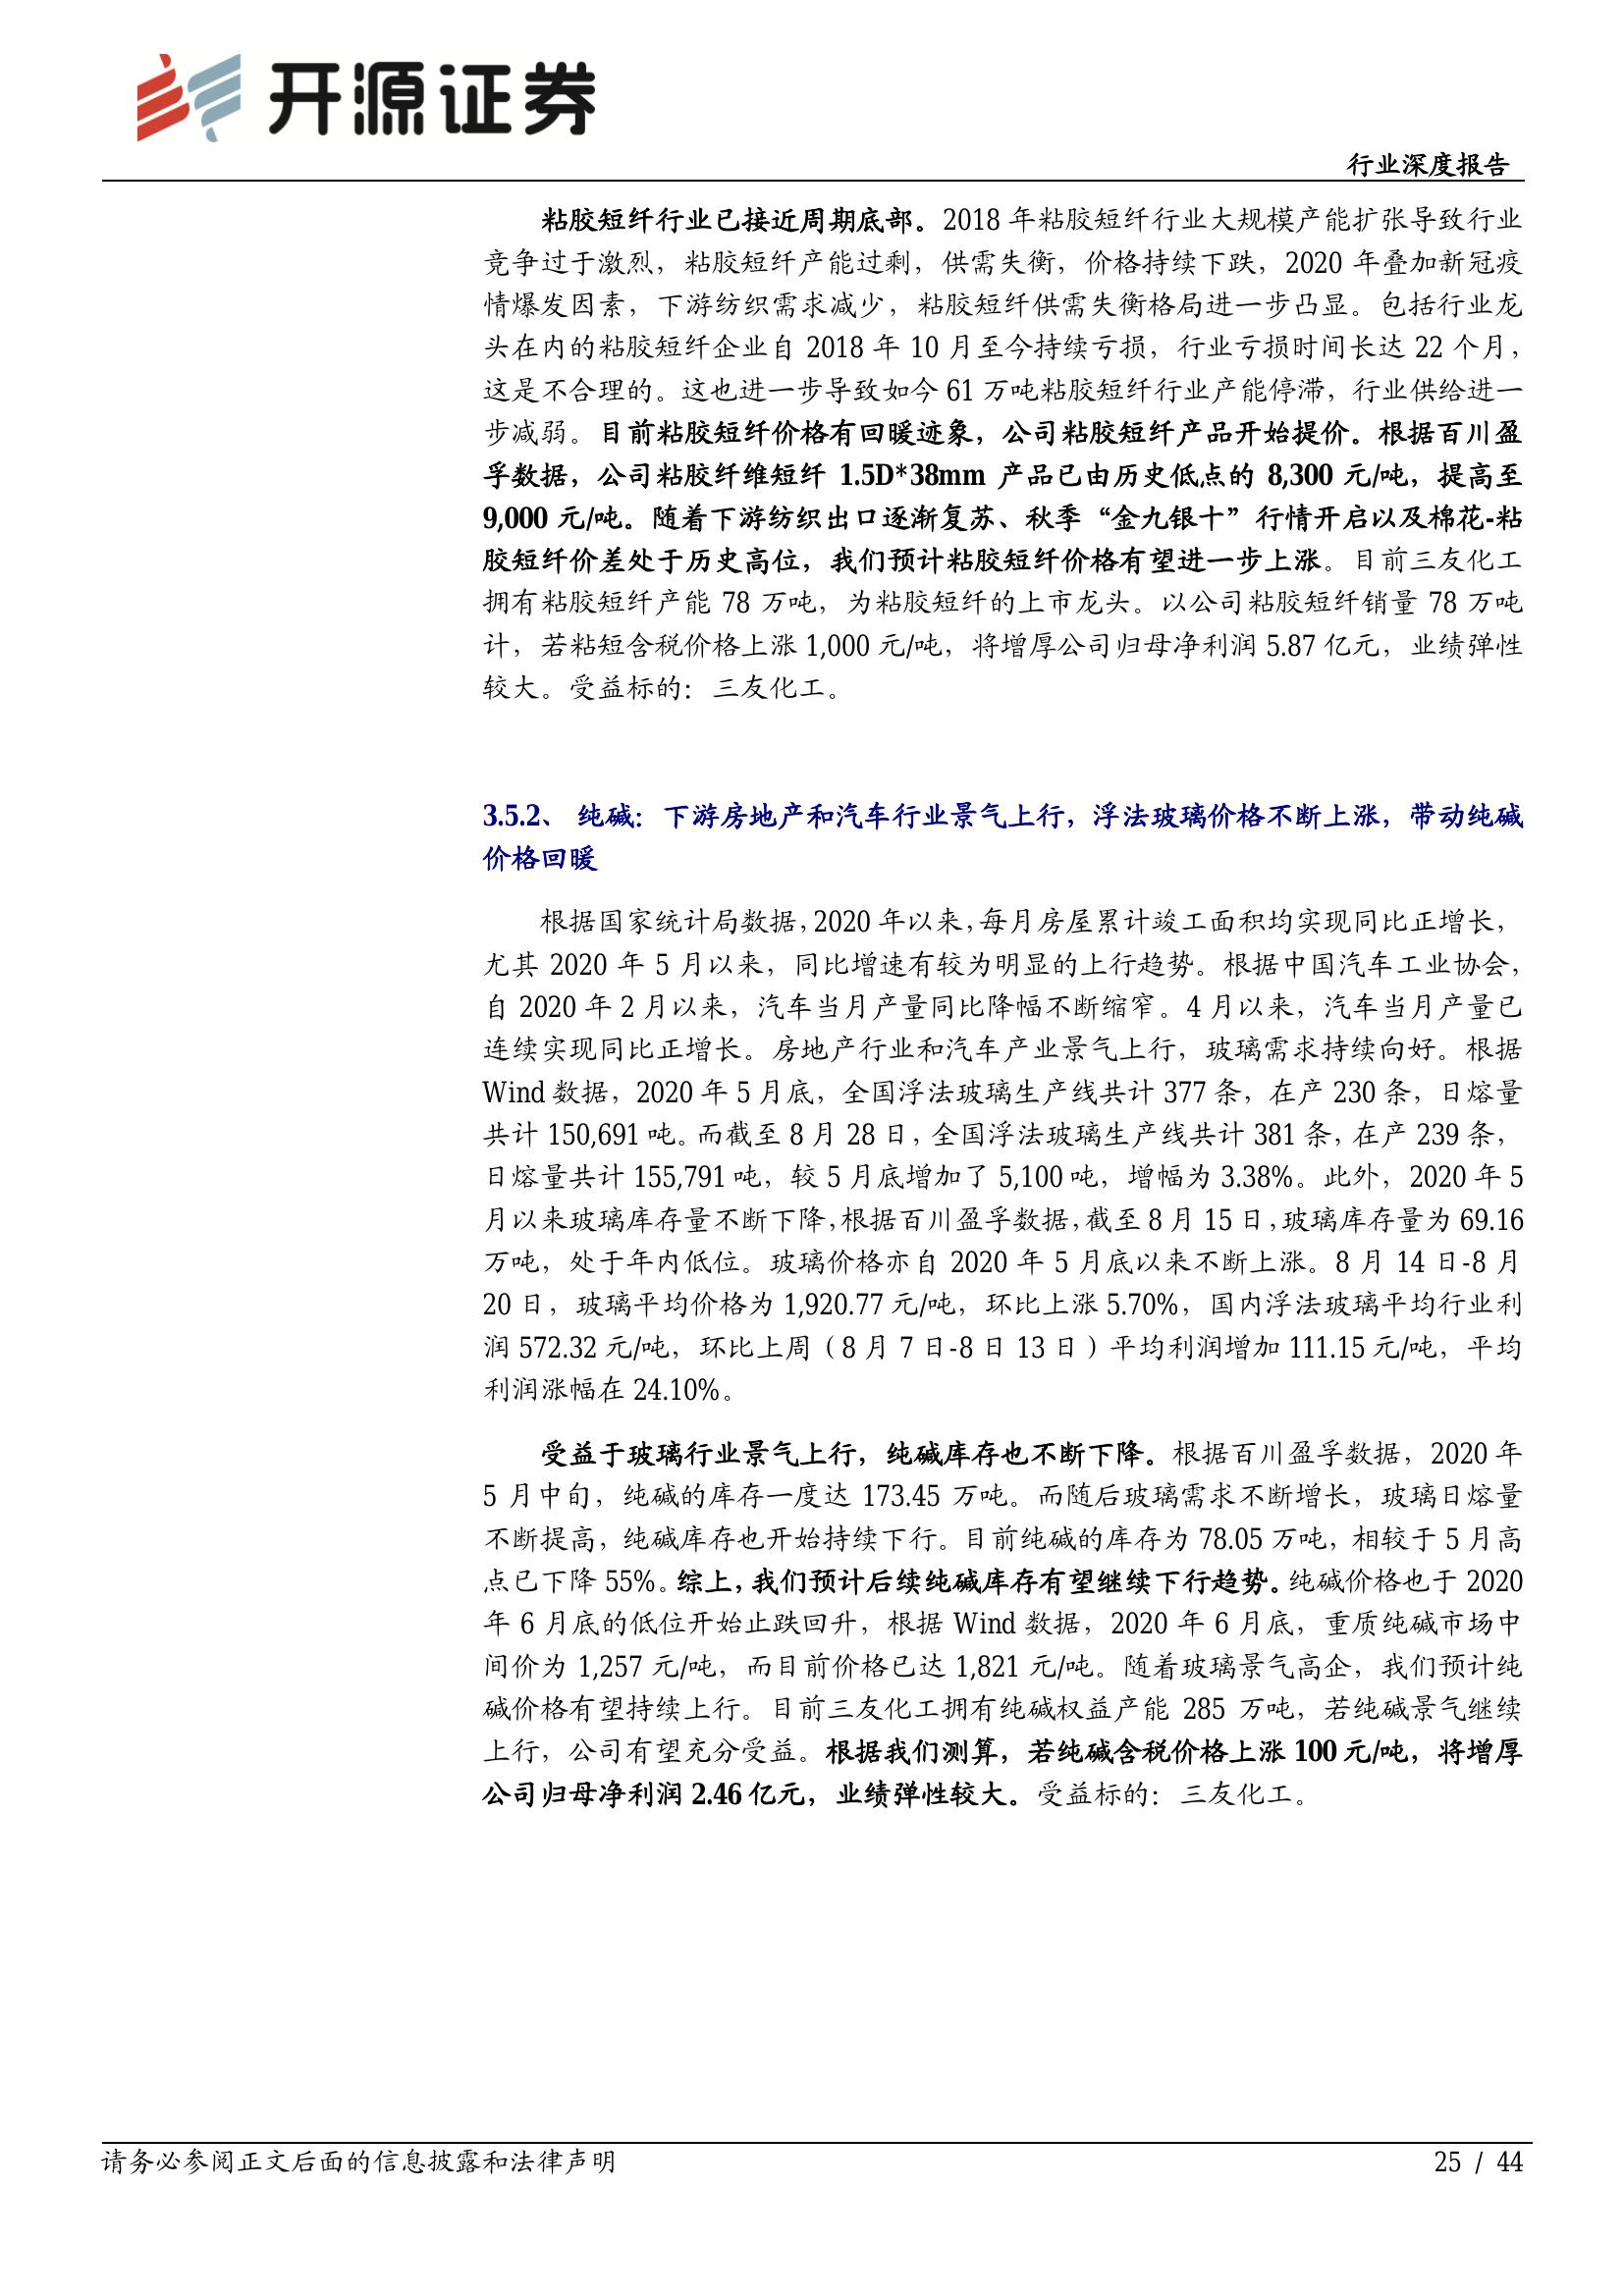 开源证券
行业深度报告
粘胶短纤行业已接近周期底部。2018 年粘胶短纤行业大规模产能扩张导致行业
竞争过于激烈，粘胶短纤产能过剩，供需失衡，价格持续下跌，2020 年叠加新冠疫
情爆发因素，下游纺织需求减少，粘胶短纤供需失衡格局进一步凸显。包括行业龙
头在内的粘胶短纤企业自 2018 年 10 月至今持续亏损，行业亏损时间长达 22 个月，
这是不合理的。这也进一步导致如今 61 万吨粘胶短纤行业产能停滞，行业供给进一
步减弱。目前粘胶短纤价格有回暖迹象，公司粘胶短纤产品开始提价。根据百川盈
孚数据，公司粘胶纤维短纤 1.5D*38mm 产品已由历史低点的 8,300 元/吨，提高至
9,000 元/吨。随着下游纺织出口逐渐复苏、秋季“金九银十”行情开启以及棉花-粘
胶短纤价差处于历史高位，我们预计粘胶短纤价格有望进一步上涨。目前三友化工
拥有粘胶短纤产能 78 万吨，为粘胶短纤的上市龙头。以公司粘胶短纤销量 78 万吨
计，若粘短含税价格上涨 1,000 元/吨，将增厚公司归母净利润 5.87 亿元，业绩弹性
较大。受益标的：三友化工。
3.5.2、 纯碱：下游房地产和汽车行业景气上行，浮法玻璃价格不断上涨，带动纯碱
价格回暖
根据国家统计局数据，2020 年以来，每月房屋累计竣工面积均实现同比正增长，
尤其 2020 年 5 月以来，同比增速有较为明显的上行趋势。根据中国汽车工业协会，
自 2020 年 2 月以来，汽车当月产量同比降幅不断缩窄。4 月以来，汽车当月产量已
连续实现同比正增长。房地产行业和汽车产业景气上行，玻璃需求持续向好。根据
Wind 数据，2020 年 5 月底，全国浮法玻璃生产线共计 377 条，在产 230 条，日熔量
共计 150,691 吨。而截至 8 月 28 日，全国浮法玻璃生产线共计 381 条，在产 239 条，
日熔量共计 155,791 吨，较 5 月底增加了 5,100 吨，增幅为 3.38%。此外，2020 年 5
月以来玻璃库存量不断下降，根据百川盈孚数据，截至 8 月 15 日，玻璃库存量为 69.16
万吨，处于年内低位。玻璃价格亦自 2020 年 5 月底以来不断上涨。8 月 14 日-8 月
20 日，玻璃平均价格为 1,920.77 元/吨，环比上涨 5.70%，国内浮法玻璃平均行业利
润 572.32 元/吨，环比上周（8 月 7 日-8 日 13 日）平均利润增加 111.15 元/吨，平均
利润涨幅在 24.10%。
受益于玻璃行业景气上行，纯碱库存也不断下降。根据百川盈孚数据，2020 年
5 月中旬，纯碱的库存一度达 173.45 万吨。而随后玻璃需求不断增长，玻璃日熔量
不断提高，纯碱库存也开始持续下行。目前纯碱的库存为 78.05 万吨，相较于 5 月高
点已下降 55%。综上，我们预计后续纯碱库存有望继续下行趋势。纯碱价格也于 2020
年 6 月底的低位开始止跌回升，根据 Wind 数据，2020 年 6 月底，重质纯碱市场中
间价为 1,257 元/吨，而目前价格已达 1,821 元/吨。随着玻璃景气高企，我们预计纯
碱价格有望持续上行。目前三友化工拥有纯碱权益产能 285 万吨，若纯碱景气继续
上行，公司有望充分受益。根据我们测算，若纯碱含税价格上涨 100 元/吨，将增厚
公司归母净利润 2.46 亿元，业绩弹性较大。受益标的：三友化工。
请务必参阅正文后面的信息披露和法律声明
25 / 44